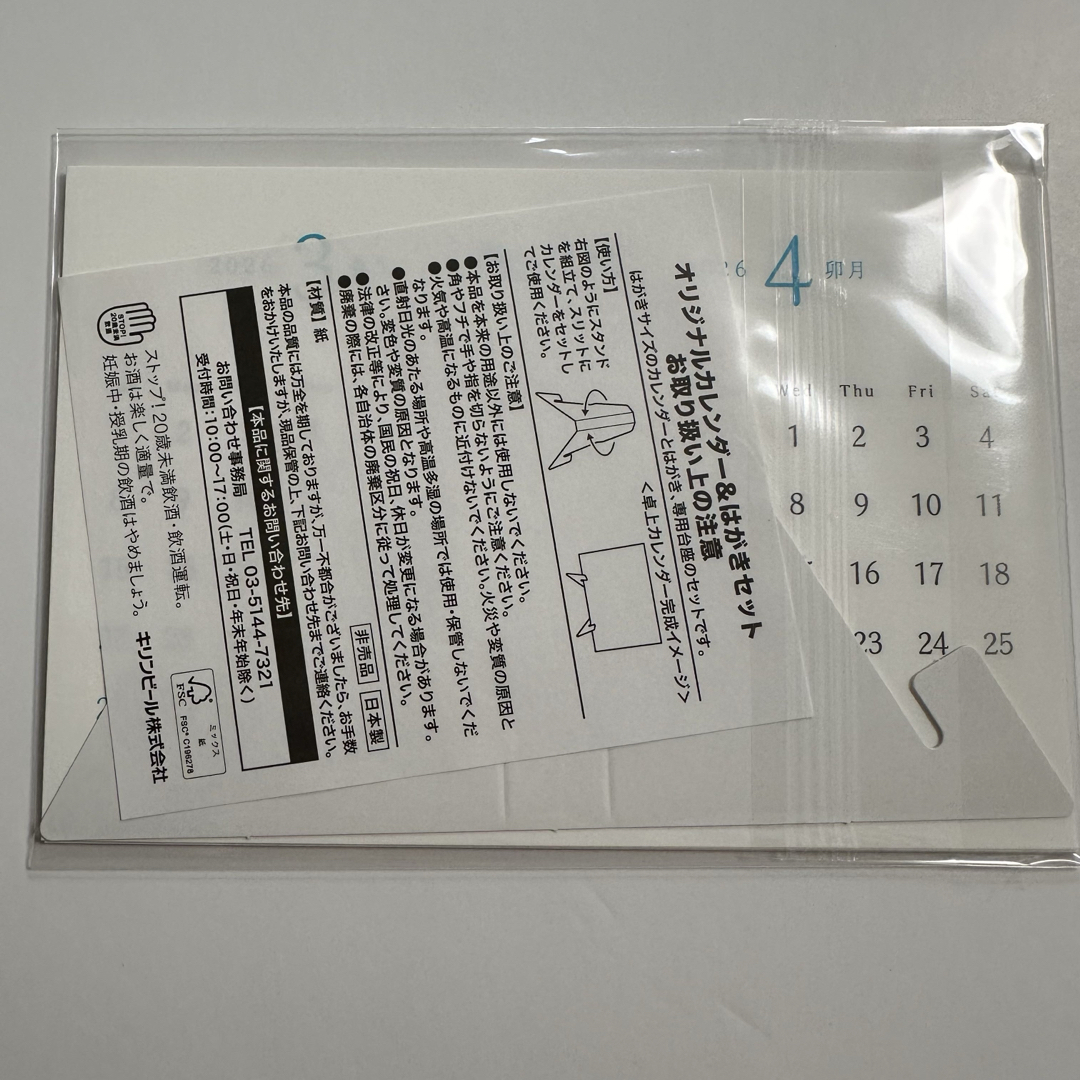 オリジナルカレンダー&はがきセット
お取り扱い上の注意
はがきサイズのカレンダーとはがき、専用台座のセットです。
【使い方】
右図のようにスタンド
を組立て、スリットに
カレンダーをセットし
てご使用ください。
<卓上カレンダー完成イメージ>
【お取り扱い上のご注意】
●本品を本来の用途以外には使用しないでください。
●角やフチで手や指を切らないようにご注意ください。
●火気や高温になるものに近付けないでください。火災や変質の原因と
なります。
●直射日光のあたる場所や高温多湿の場所では使用・保管しないでくだ
さい。変色や変質の原因となります。
●法律の改正等により、国民の祝日・休日が変更になる場合があります。
●廃棄の際には、各自治体の廃棄区分に従って処理してください。
【材質】紙
非売品 日本製
本品の品質には万全を期しておりますが、万一不都合がございましたら、お手数
をおかけいたしますが、現品保管の上、下記お問い合わせ先までご連絡ください。
【本品に関するお問い合わせ先】
お問い合わせ事務局 TEL 03-5144-7321
受付時間:10:00~17:00(土・日・祝日・年末年始除く)
STOP!
20歳未満
飲酒
ストップ!20歳未満飲酒・飲酒運転。
お酒は楽しく適量で。
妊娠中・授乳期の飲酒はやめましょう。
キリンビール株式会社
FSC
ミックス
紙
FSC® C196278
2026 3
4 卯月
Wed Thu Fri Sat
1 2 3 4
8 9 10 11
16 17 18
23 24 25